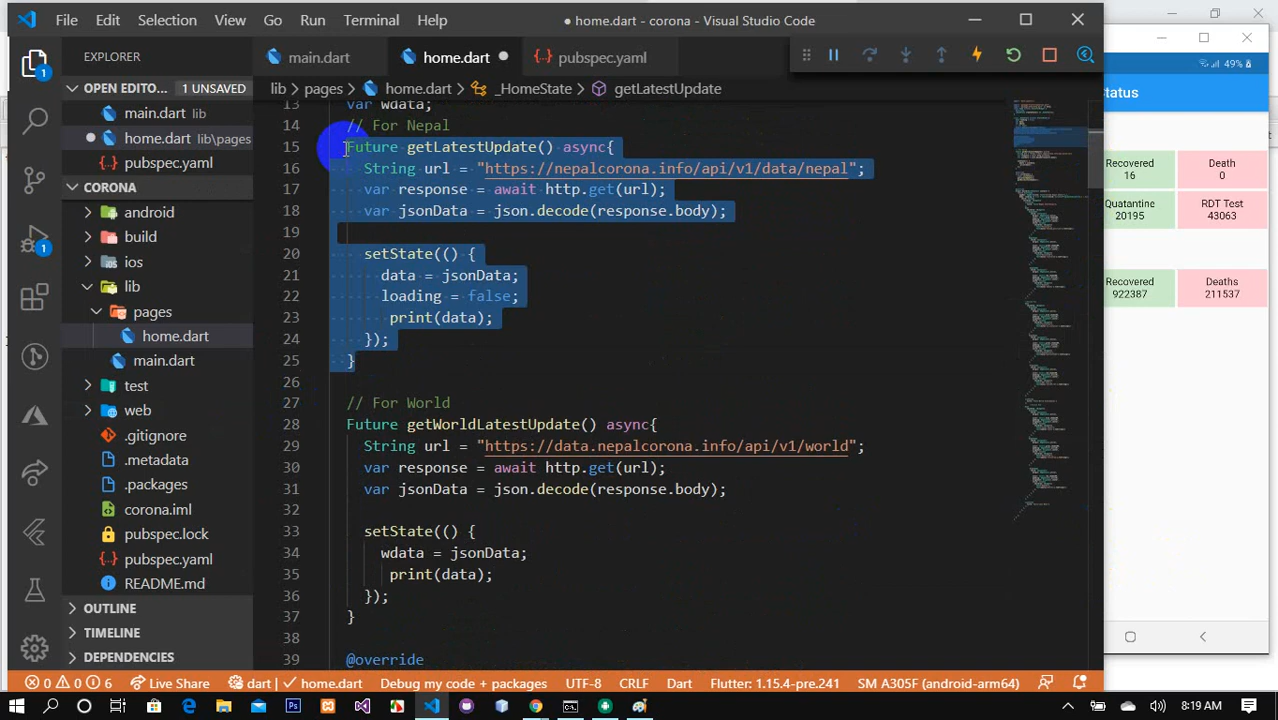 File Edit Selection View Go Run Terminal Help
● home.dart - corona - Visual Studio Code
EXPLORER
main.dart
home.dart
pubspec.yaml
OPEN EDITO... 1 UNSAVED
main.dart lib
home.dart lib\pages
pubspec.yaml
CORONA
android
build
ios
lib
pages
home.dart
main.dart
test
web
.gitignore
.metadata
.packages
corona.iml
pubspec.lock
pubspec.yaml
README.md
OUTLINE
TIMELINE
DEPENDENCIES
lib > pages > home.dart > _HomeState > getLatestUpdate
13 var wdata;
14 // For Nepal
15 Future getLatestUpdate() async{
16 String url = "https://nepalcorona.info/api/v1/data/nepal";
17 var response = await http.get(url);
18 var jsonData = json.decode(response.body);
19
20 setState(() {
21 data = jsonData;
22 loading = false;
23 print(data);
24 });
25 }
26
27 // For World
28 Future getWorldLatestUpdate() async{
29 String url = "https://data.nepalcorona.info/api/v1/world";
30 var response = await http.get(url);
31 var jsonData = json.decode(response.body);
32
33 setState(() {
34 wdata = jsonData;
35 print(data);
36 });
37 }
38
39 @override
49%
Status
Recovered
16
Death
0
Quatantine
20195
RDT Test
43063
Recovered
922387
Deaths
211537
0 0 6 Live Share dart | ✓ home.dart Debug my code + packages UTF-8 CRLF Dart Flutter: 1.15.4-pre.241 SM A305F (android-arm64)
8:19 AM